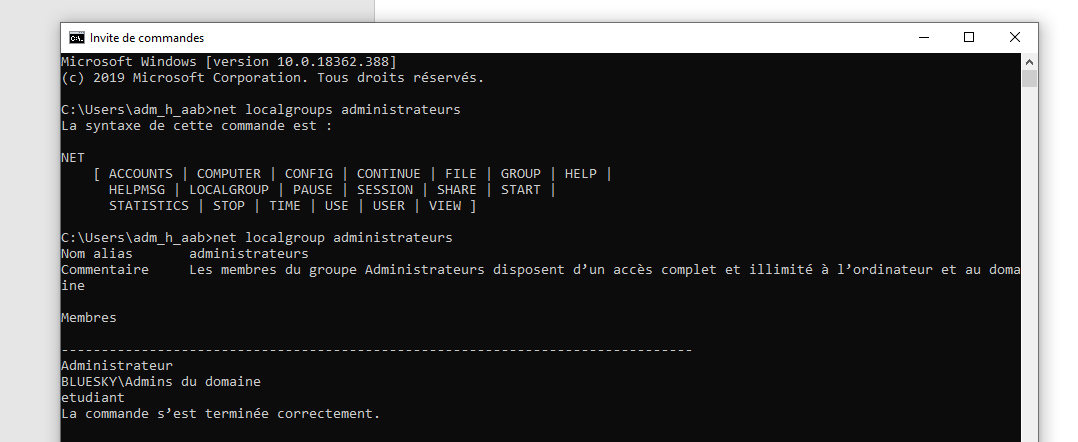 Invite de commandes
Microsoft Windows [version 10.0.18362.388]
(c) 2019 Microsoft Corporation. Tous droits réservés.
C:\Users\adm_h_aab>net localgroups administrateurs
La syntaxe de cette commande est :
NET
[ ACCOUNTS | COMPUTER | CONFIG | CONTINUE | FILE | GROUP | HELP |
HELPMSG | LOCALGROUP | PAUSE | SESSION | SHARE | START |
STATISTICS | STOP | TIME | USE | USER | VIEW ]
C:\Users\adm_h_aab>net localgroup administrateurs
Nom alias administrateurs
Commentaire Les membres du groupe Administrateurs disposent d’un accès complet et illimité à l’ordinateur et au doma
ine
Membres
-------------------------------------------------------------------------------
Administrateur
BLUESKY\Admins du domaine
etudiant
La commande s’est terminée correctement.